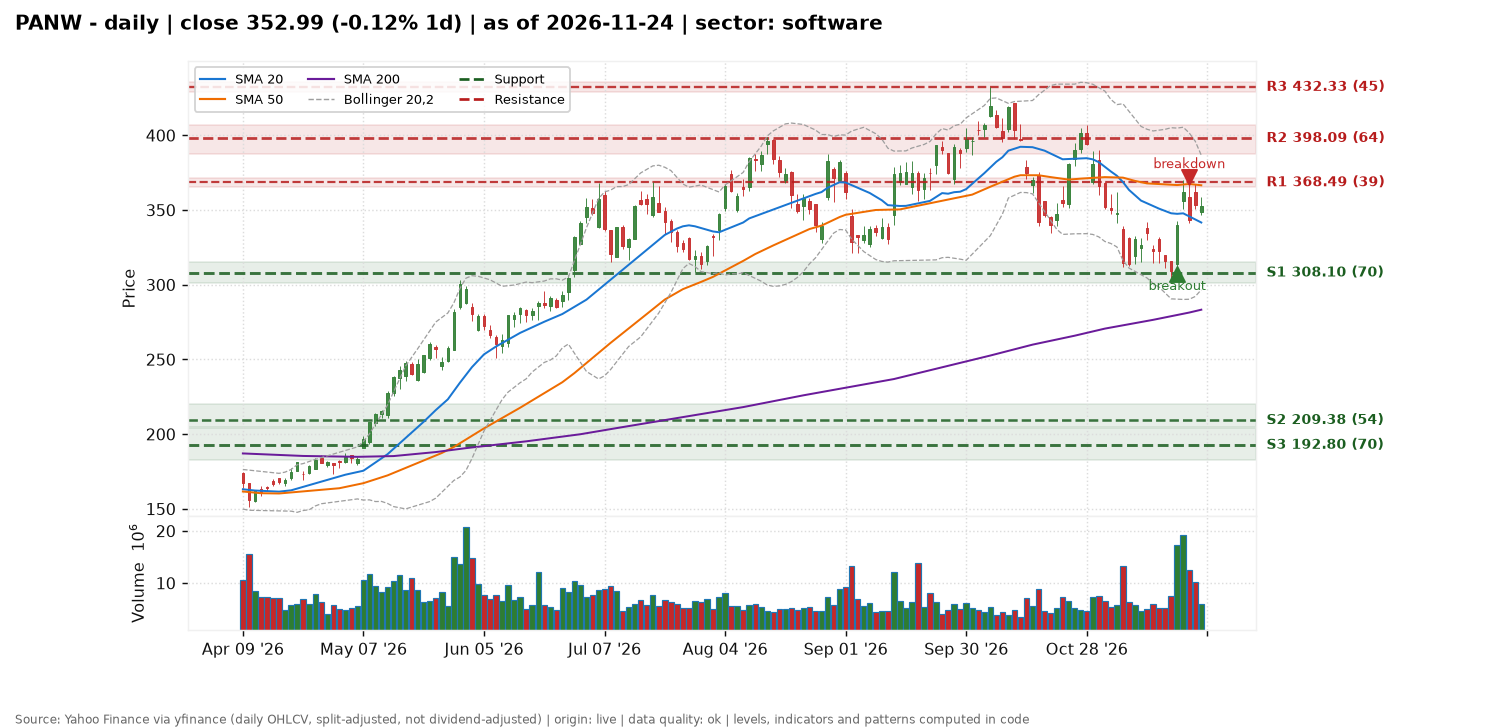 PANW - daily | close 352.99 (-0.12% 1d) | as of 2026-11-24 | sector: software
SMA 20
SMA 50
SMA 200
Bollinger 20,2
Support
Resistance
R3 432.33 (45)
R2 398.09 (64)
R1 368.49 (39)
S1 308.10 (70)
S2 209.38 (54)
S3 192.80 (70)
breakdown
breakout
Price
400
350
300
250
200
150
Volume 10⁶
20
10
Apr 09 '26
May 07 '26
Jun 05 '26
Jul 07 '26
Aug 04 '26
Sep 01 '26
Sep 30 '26
Oct 28 '26
Source: Yahoo Finance via yfinance (daily OHLCV, split-adjusted, not dividend-adjusted) | origin: live | data quality: ok | levels, indicators and patterns computed in code